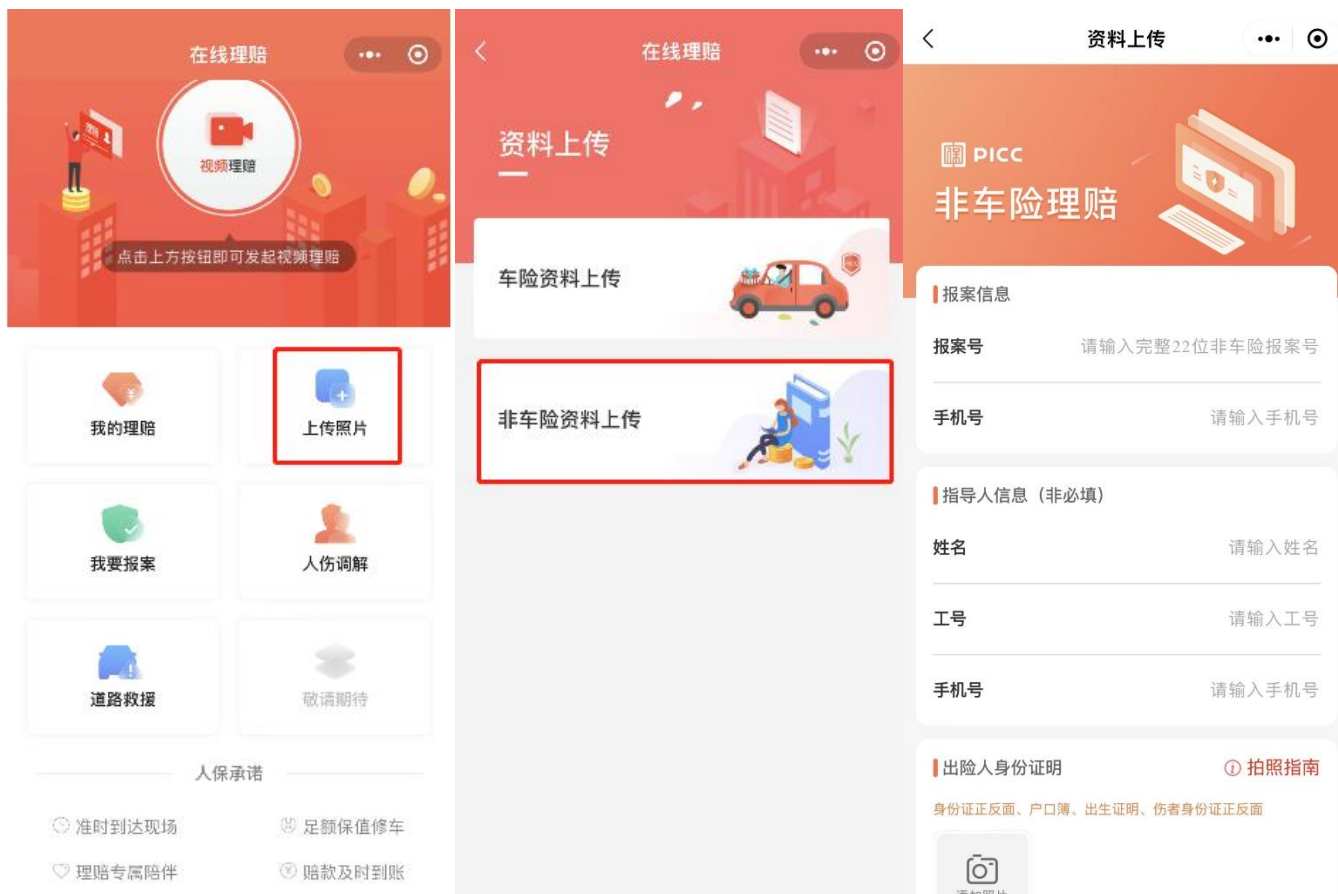 在线理赔
视频理赔
点击上方按钮即可发起视频理赔
我的理赔
上传照片
我要报案
人伤调解
道路救援
敬请期待
人保承诺
准时到达现场
足额保值修车
理赔专属陪伴
赔款及时到账
在线理赔
资料上传
车险资料上传
非车险资料上传
资料上传
PICC
非车险理赔
报案信息
报案号 请输入完整22位非车险报案号
手机号 请输入手机号
指导人信息（非必填）
姓名 请输入姓名
工号 请输入工号
手机号 请输入手机号
出险人身份证明 拍照指南
身份证正反面、户口簿、出生证明、伤者身份证正反面